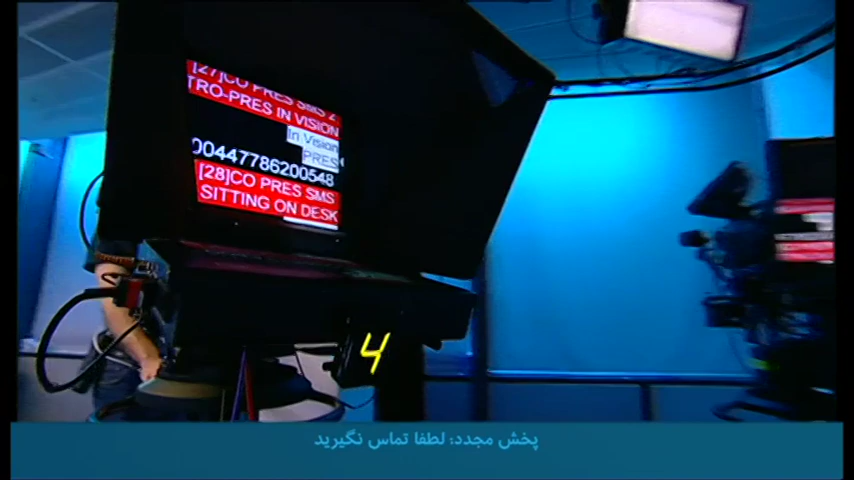 [27]CO PRES SMS 2
TRO-PRES IN VISION
In Vision
PRES
00447786200548
[28]CO PRES SMS
SITTING ON DESK
4
پخش مجدد؛ لطفا تماس نگیرید